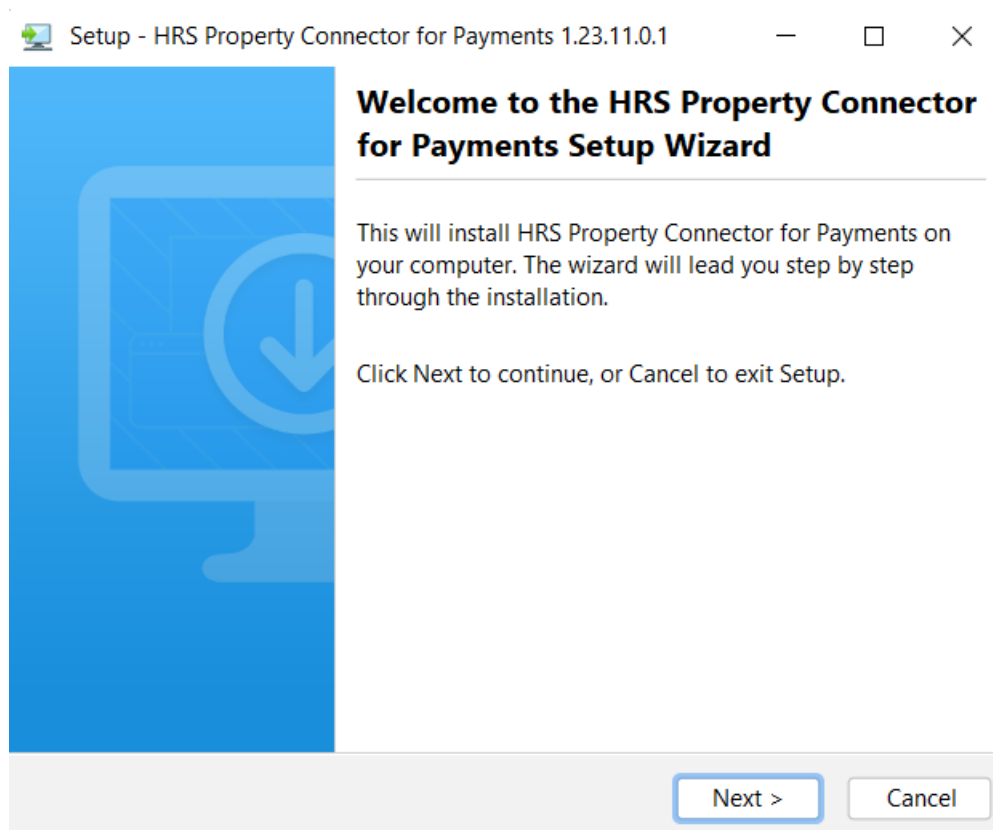 Setup - HRS Property Connector for Payments 1.23.11.0.1
Welcome to the HRS Property Connector
for Payments Setup Wizard
This will install HRS Property Connector for Payments on
your computer. The wizard will lead you step by step
through the installation.
Click Next to continue, or Cancel to exit Setup.
Next >
Cancel